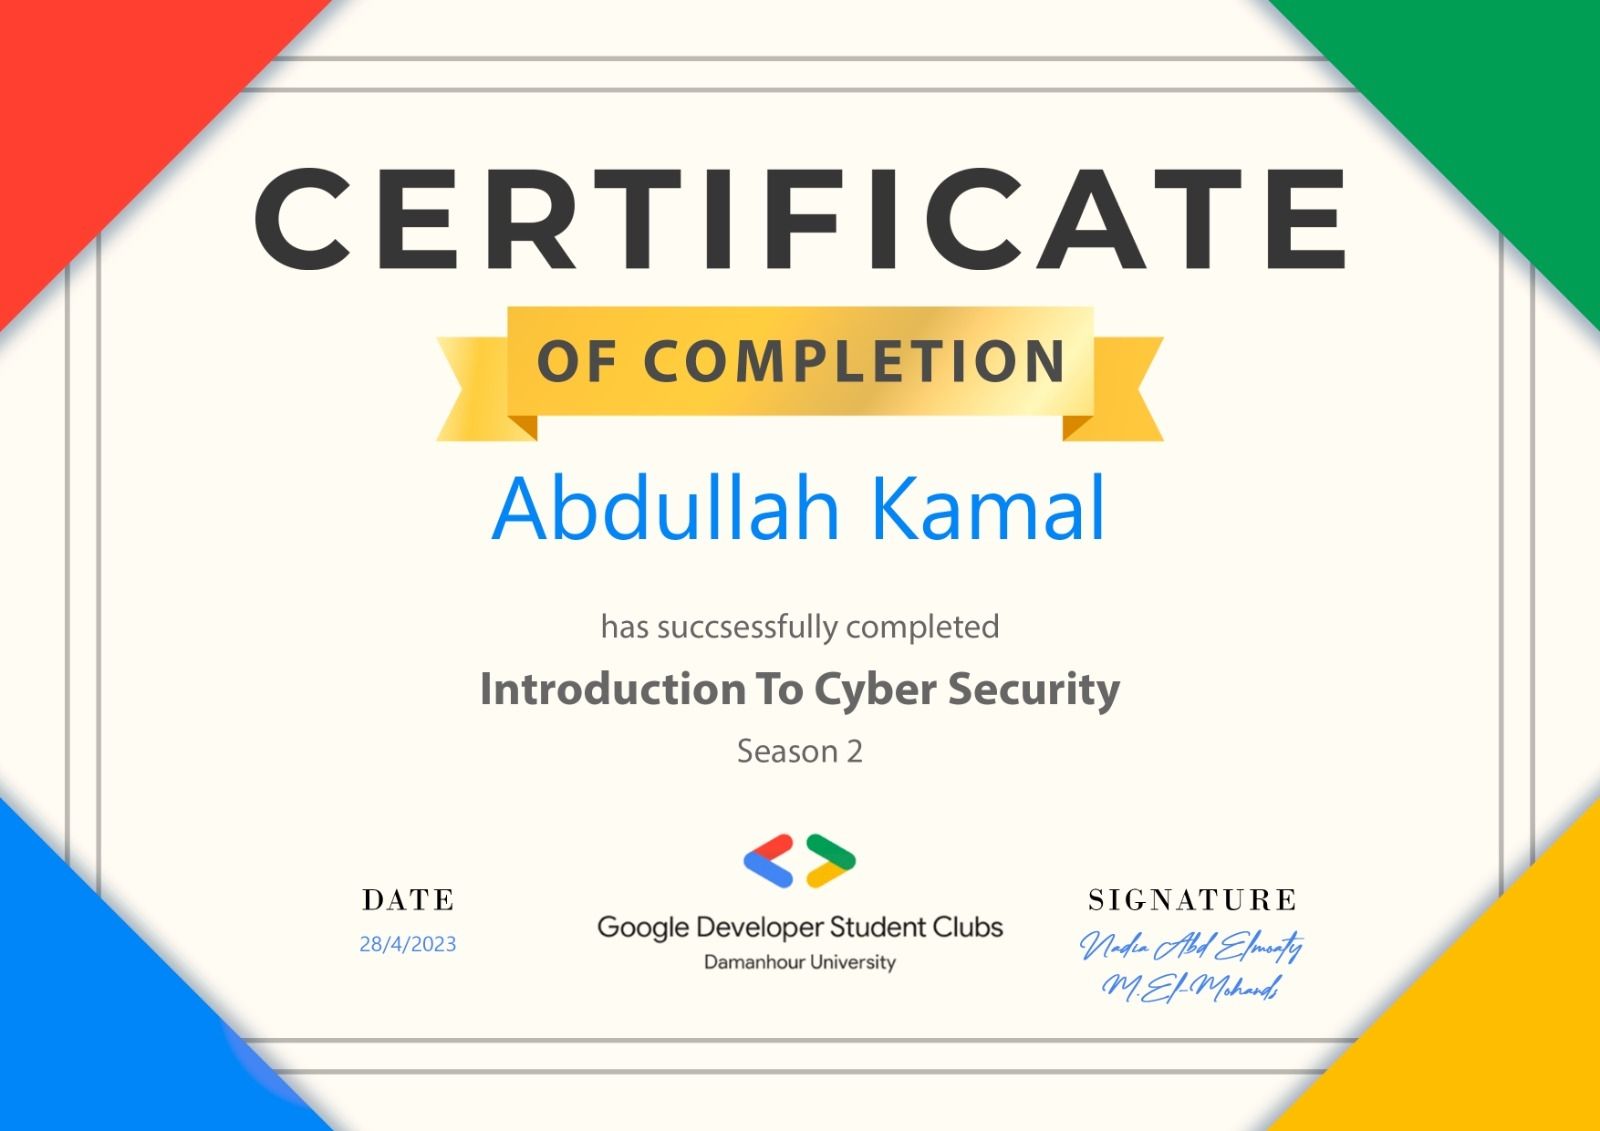 CERTIFICATE
OF COMPLETION
Abdullah Kamal
has succsessfully completed
Introduction To Cyber Security
Season 2
DATE
28/4/2023
Google Developer Student Clubs
Damanhour University
SIGNATURE
Nadia Abd Elmoaty
M.El-Mohands